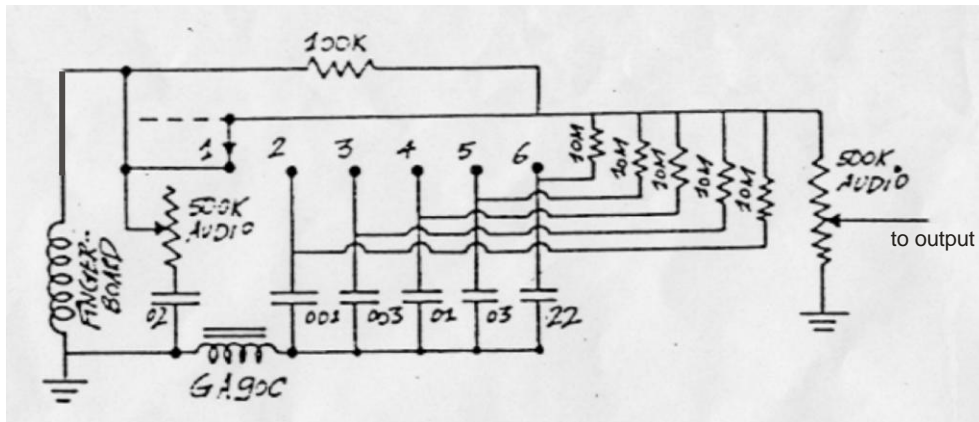 100K
1 2 3 4 5 6
10M
10M
10M
10M
10M
500K
AUDIO
500K
AUDIO
to output
FINGER-
BOARD
02
001
003
01
03
.22
GA90C